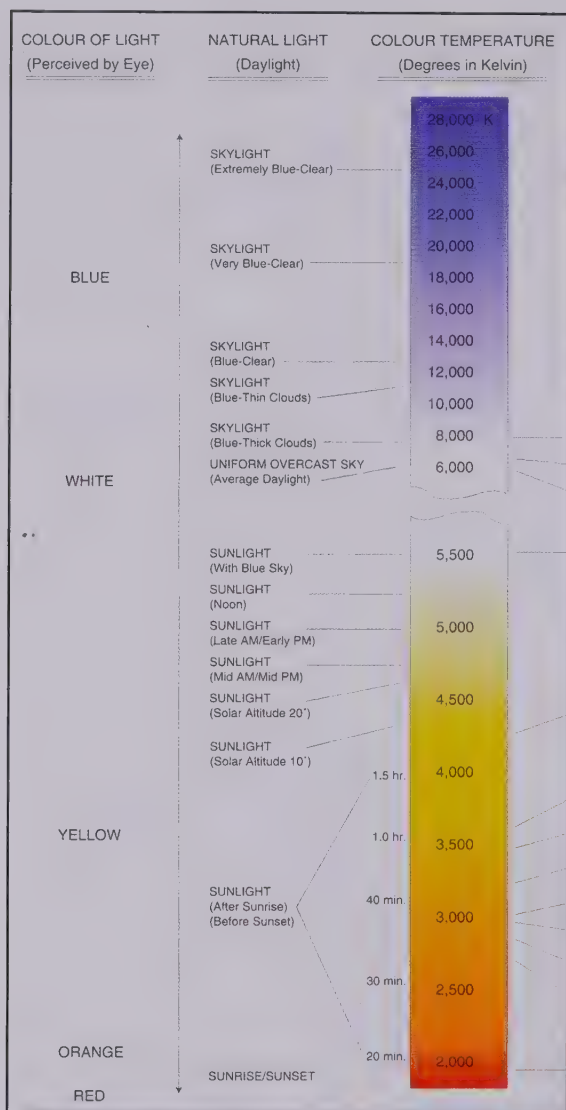 COLOUR OF LIGHT
(Perceived by Eye)
NATURAL LIGHT
(Daylight)
COLOUR TEMPERATURE
(Degrees in Kelvin)
28,000 K
26,000
SKYLIGHT
(Extremely Blue-Clear)
24,000
22,000
20,000
SKYLIGHT
(Very Blue-Clear)
BLUE
18,000
16,000
14,000
SKYLIGHT
(Blue-Clear)
12,000
SKYLIGHT
(Blue-Thin Clouds)
10,000
SKYLIGHT
(Blue-Thick Clouds)
8,000
UNIFORM OVERCAST SKY
(Average Daylight)
6,000
WHITE
SUNLIGHT
(With Blue Sky)
5,500
SUNLIGHT
(Noon)
SUNLIGHT
(Late AM/Early PM)
5,000
SUNLIGHT
(Mid AM/Mid PM)
SUNLIGHT
(Solar Altitude 20°)
4,500
SUNLIGHT
(Solar Altitude 10°)
1.5 hr.
4,000
YELLOW
1.0 hr.
3,500
SUNLIGHT
(After Sunrise)
(Before Sunset)
40 min.
3,000
30 min.
2,500
ORANGE
20 min.
2,000
SUNRISE/SUNSET
RED